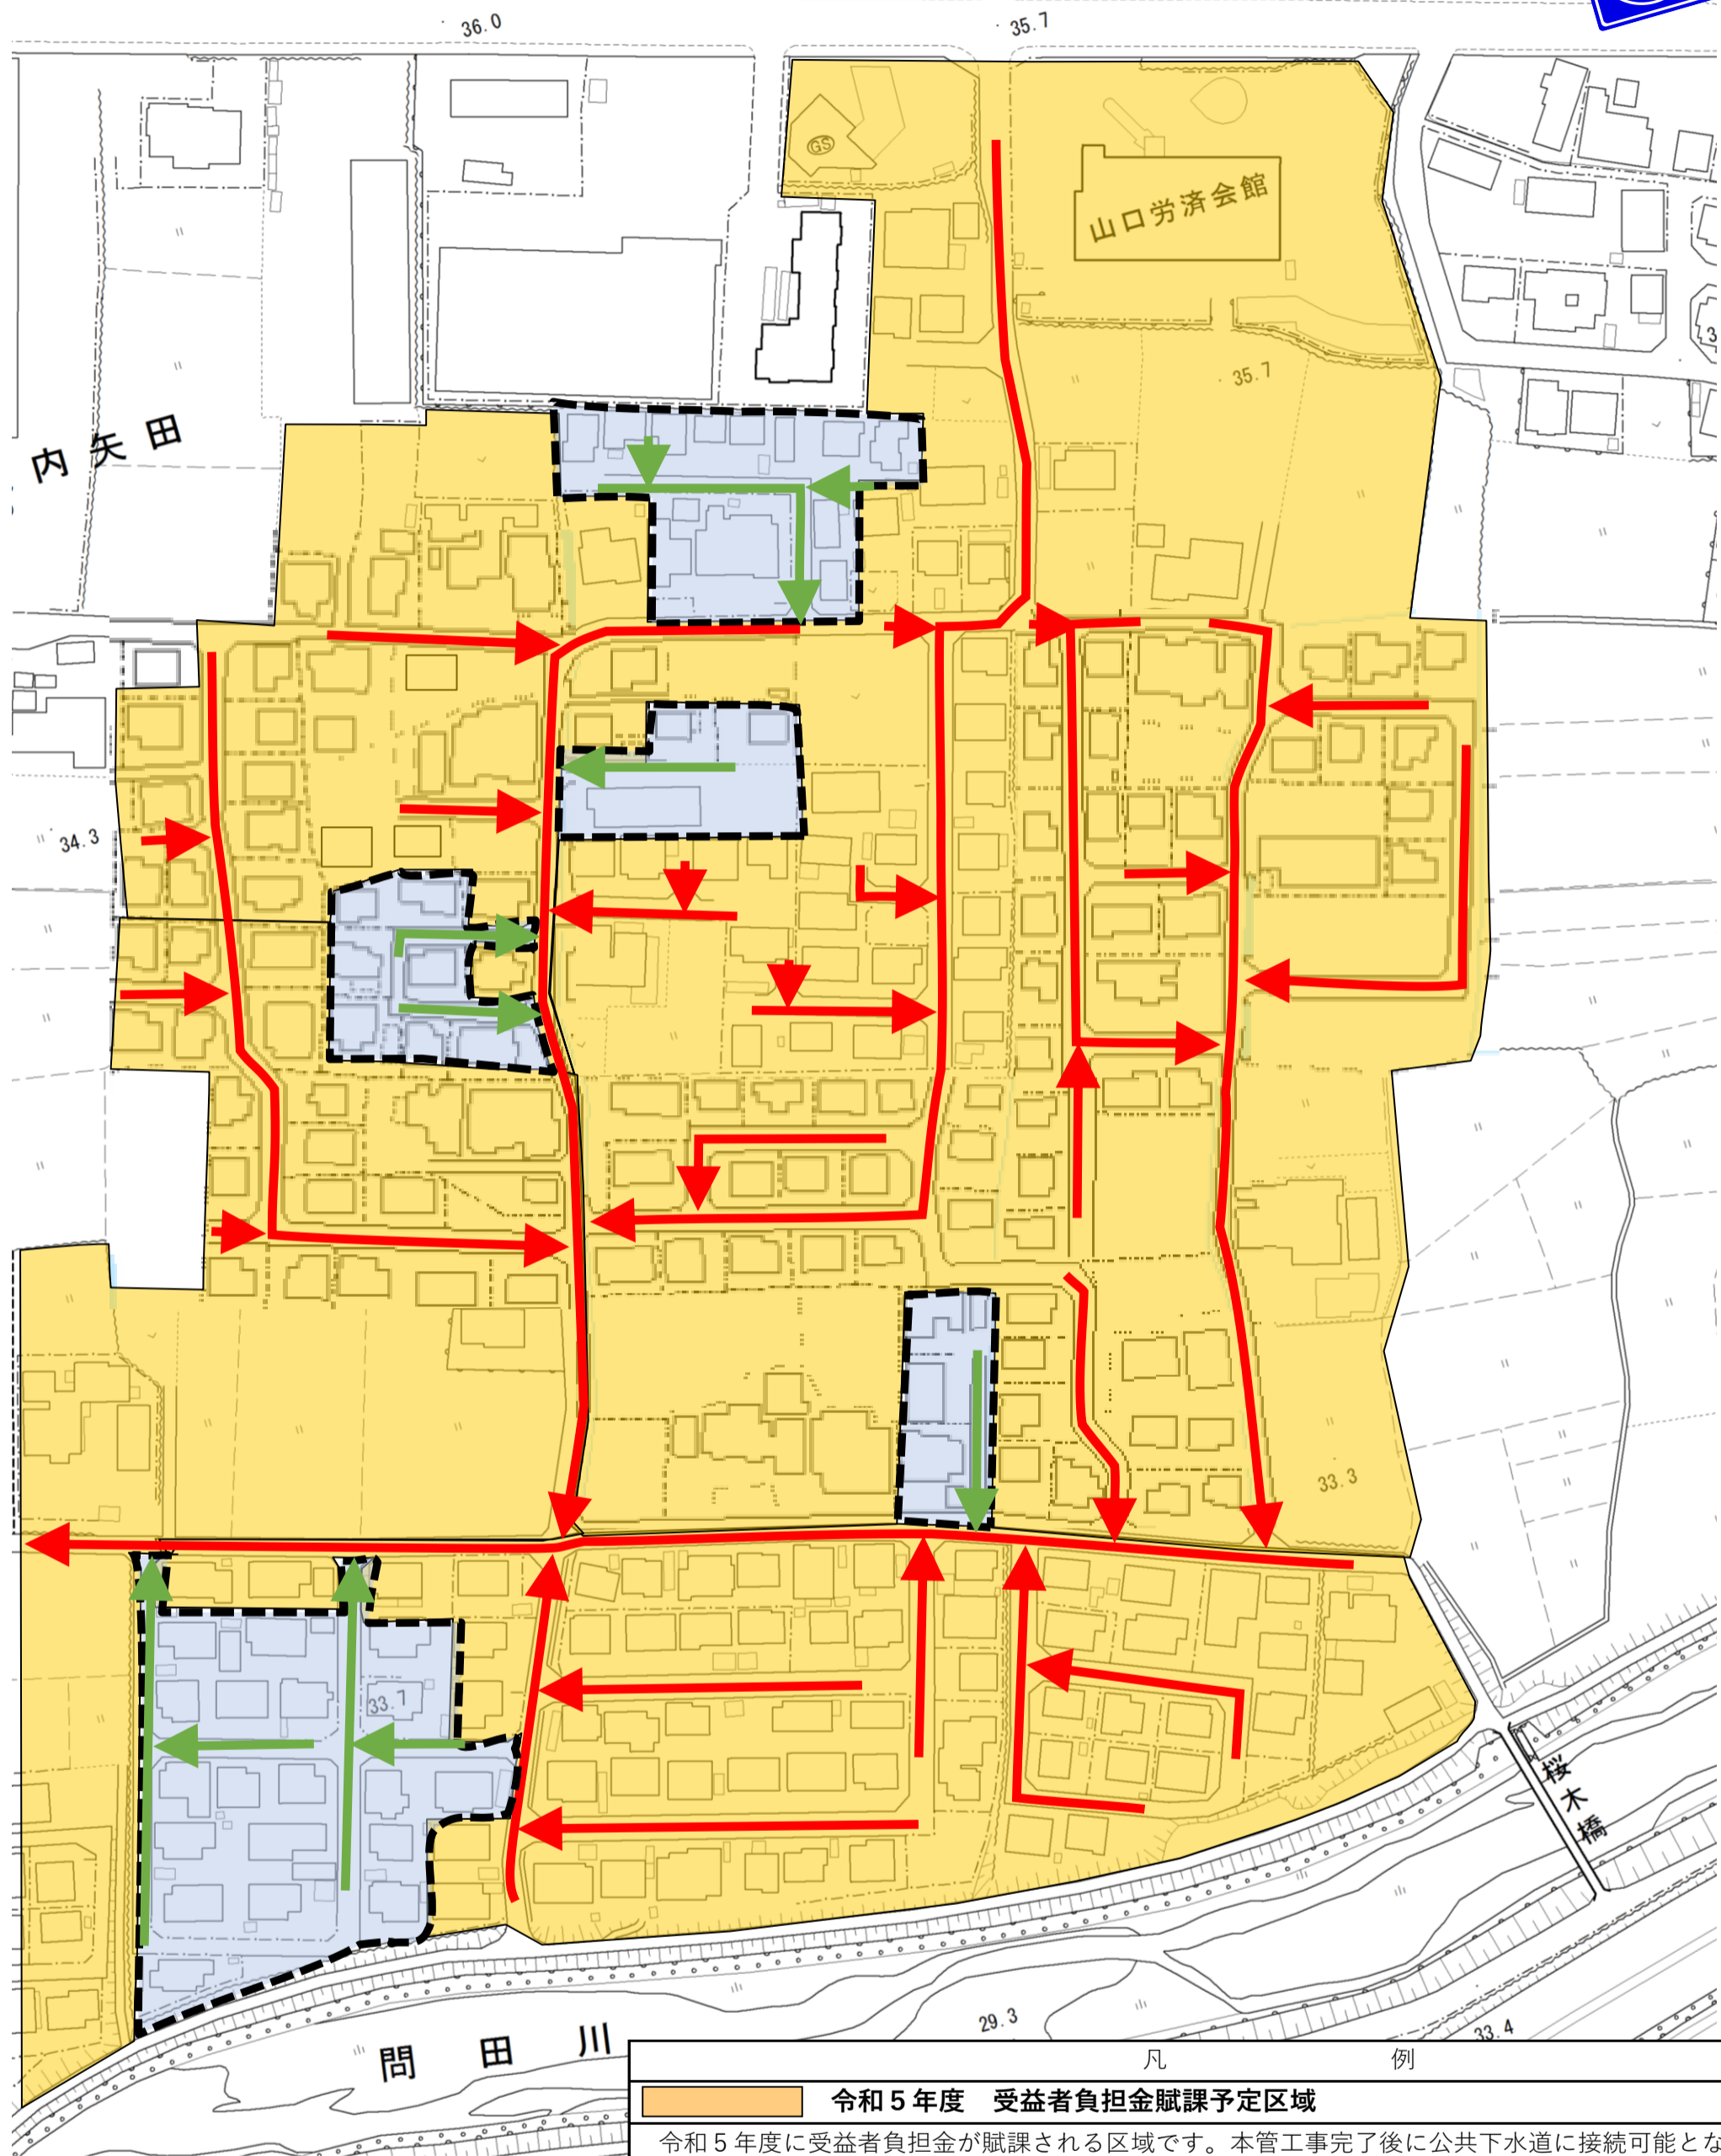 36.0
35.7
GS
山口労済会館
35.7
内矢田
34.3
33.3
33.7
桜木橋
29.3
33.4
問田川
凡例
令和5年度 受益者負担金賦課予定区域
令和5年度に受益者負担金が賦課される区域です。本管工事完了後に公共下水道に接続可能とな